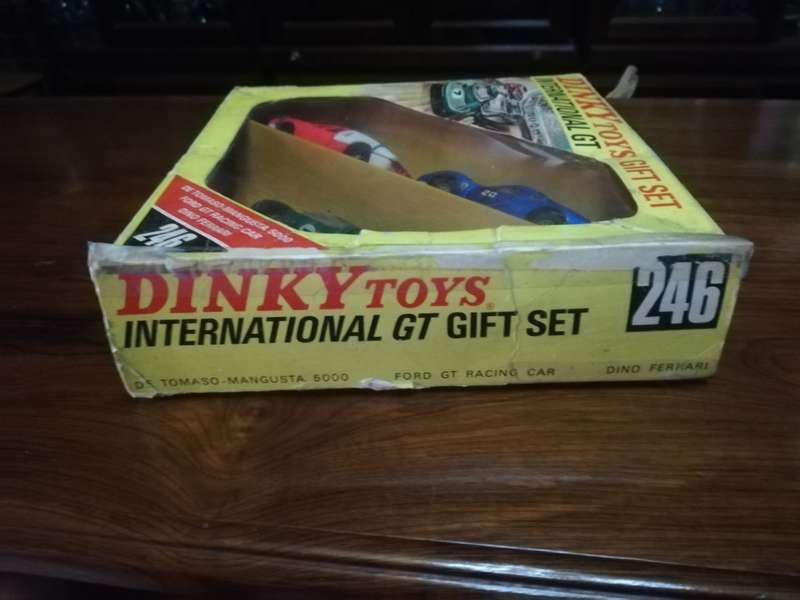 DINKY TOYS GIFT SET
INTERNATIONAL GT
DE TOMASO-MANGUSTA 5000
FORD GT RACING CAR
DINO FERRARI
246
20
DINKY TOYS®
INTERNATIONAL GT GIFT SET
246
DE TOMASO-MANGUSTA 5000 FORD GT RACING CAR DINO FERRARI